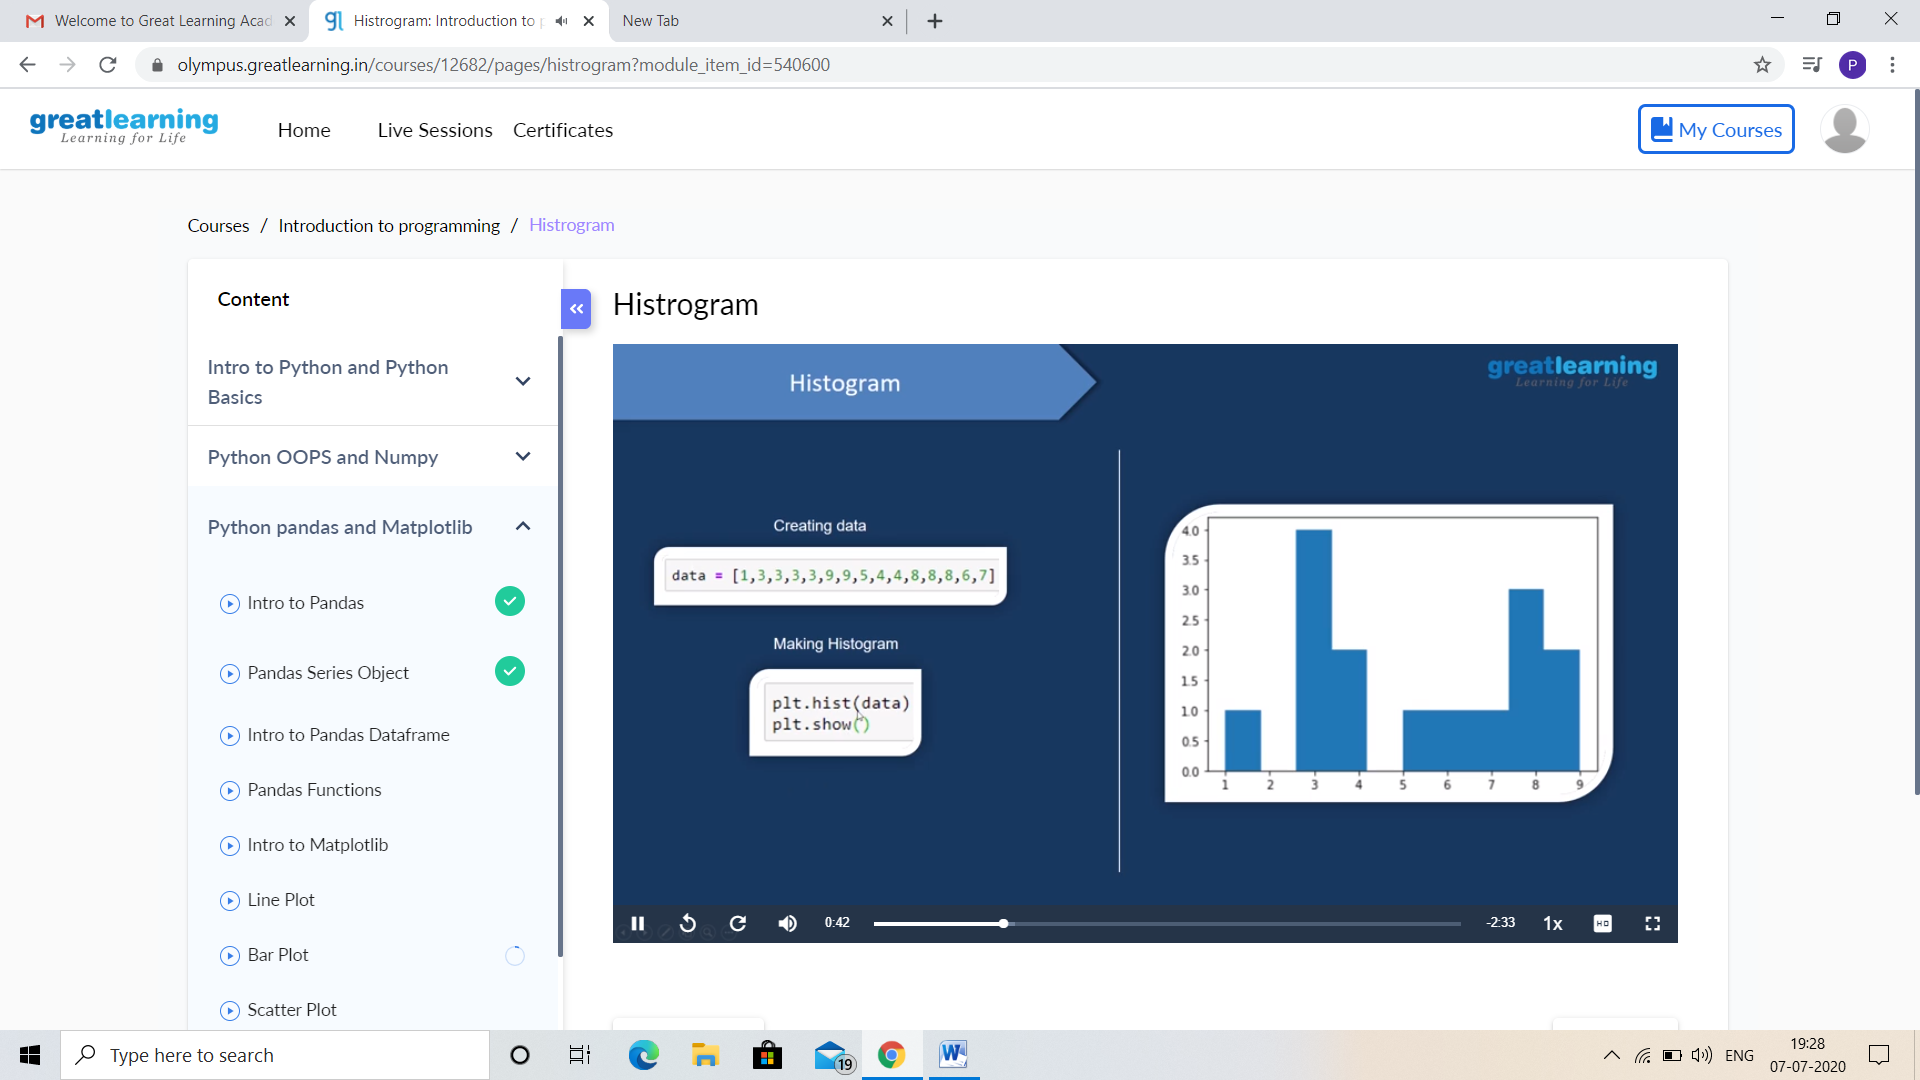 Welcome to Great Learning Acad
Histrogram: Introduction to p
New Tab
olympus.greatlearning.in/courses/12682/pages/histrogram?module_item_id=540600
P
greatlearning
Learning for Life
Home
Live Sessions
Certificates
My Courses
Courses / Introduction to programming / Histrogram
Content
Intro to Python and Python
Basics
Python OOPS and Numpy
Python pandas and Matplotlib
Intro to Pandas
Pandas Series Object
Intro to Pandas Dataframe
Pandas Functions
Intro to Matplotlib
Line Plot
Bar Plot
Scatter Plot
Histrogram
Histogram
greatlearning
Learning for Life
Creating data
data = [1,3,3,3,3,9,9,5,4,4,8,8,8,6,7]
Making Histogram
plt.hist(data)
plt.show()
4.0
3.5
3.0
2.5
2.0
1.5
1.0
0.5
0.0
1 2 3 4 5 6 7 8 9
0:42
-2:33
1x
HD
Type here to search
19
ENG
19:28
07-07-2020